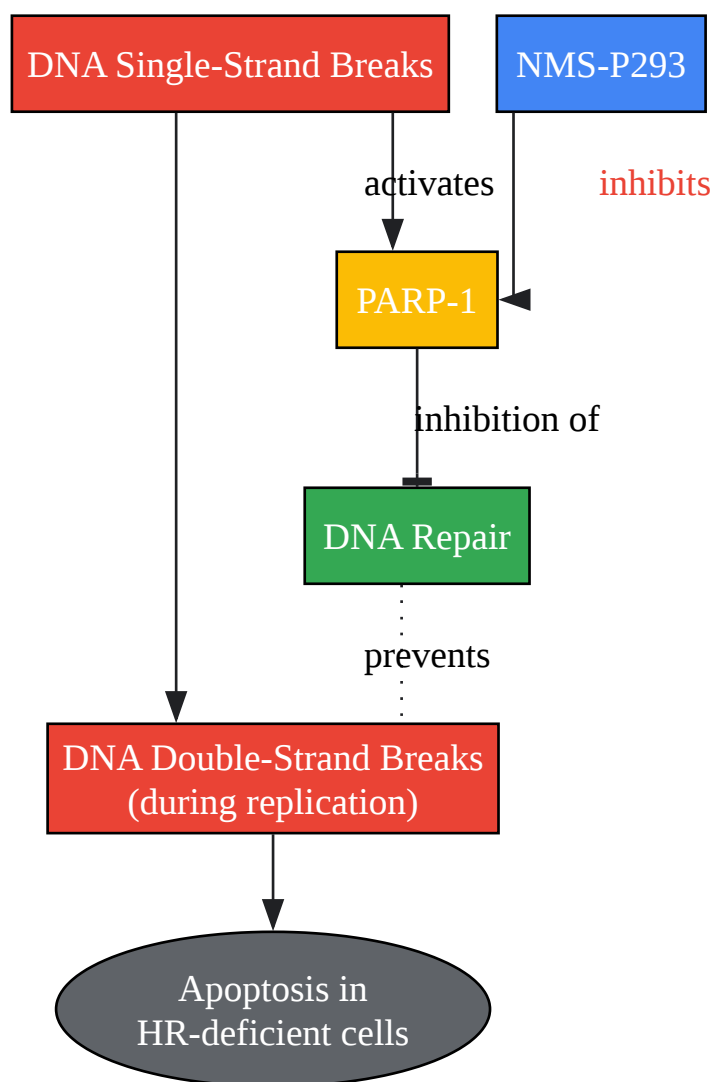 DNA Single-Strand Breaks
NMS-P293
activates
inhibits
PARP-1
inhibition of
DNA Repair
prevents
DNA Double-Strand Breaks
(during replication)
Apoptosis in
HR-deficient cells